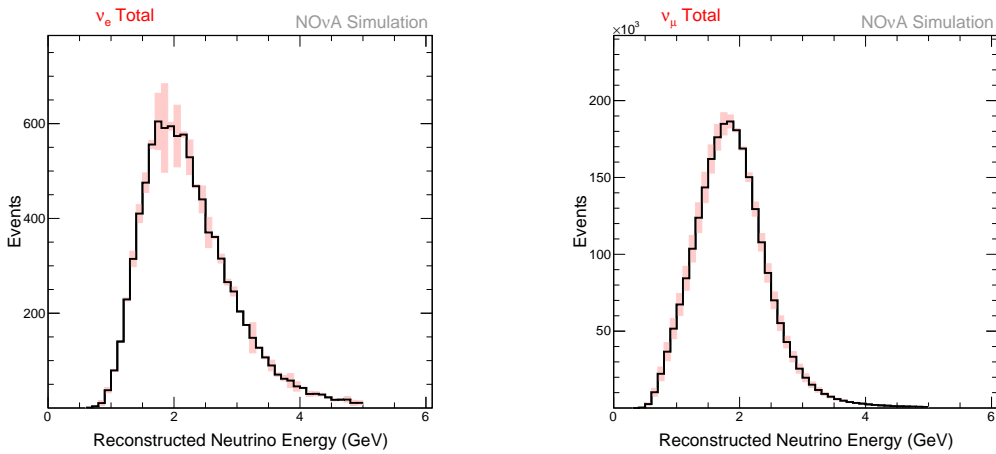 νe Total
NOνA Simulation
600
400
200
Events
0
2
4
6
Reconstructed Neutrino Energy (GeV)
νμ Total
NOνA Simulation
×10³
200
150
100
50
Events
0
2
4
6
Reconstructed Neutrino Energy (GeV)